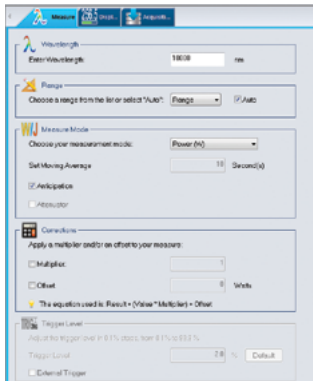 Measure
Wavelength
Enter Wavelength: nm
Range
Choose a range from the list or select "Auto": Range Auto
Measure Mode
Choose your measurement mode: Power (W)
Set Moving Average 10 Second(s)
Anticipation
Attenuator
Corrections
Apply a multiplier and/or an offset to your measure:
Multiplier: 1
Offset 0 Watts
The equation used is: Result = (Value * Multiplier) + Offset
Trigger Level
Trigger Level 2.0 % Default
External Trigger